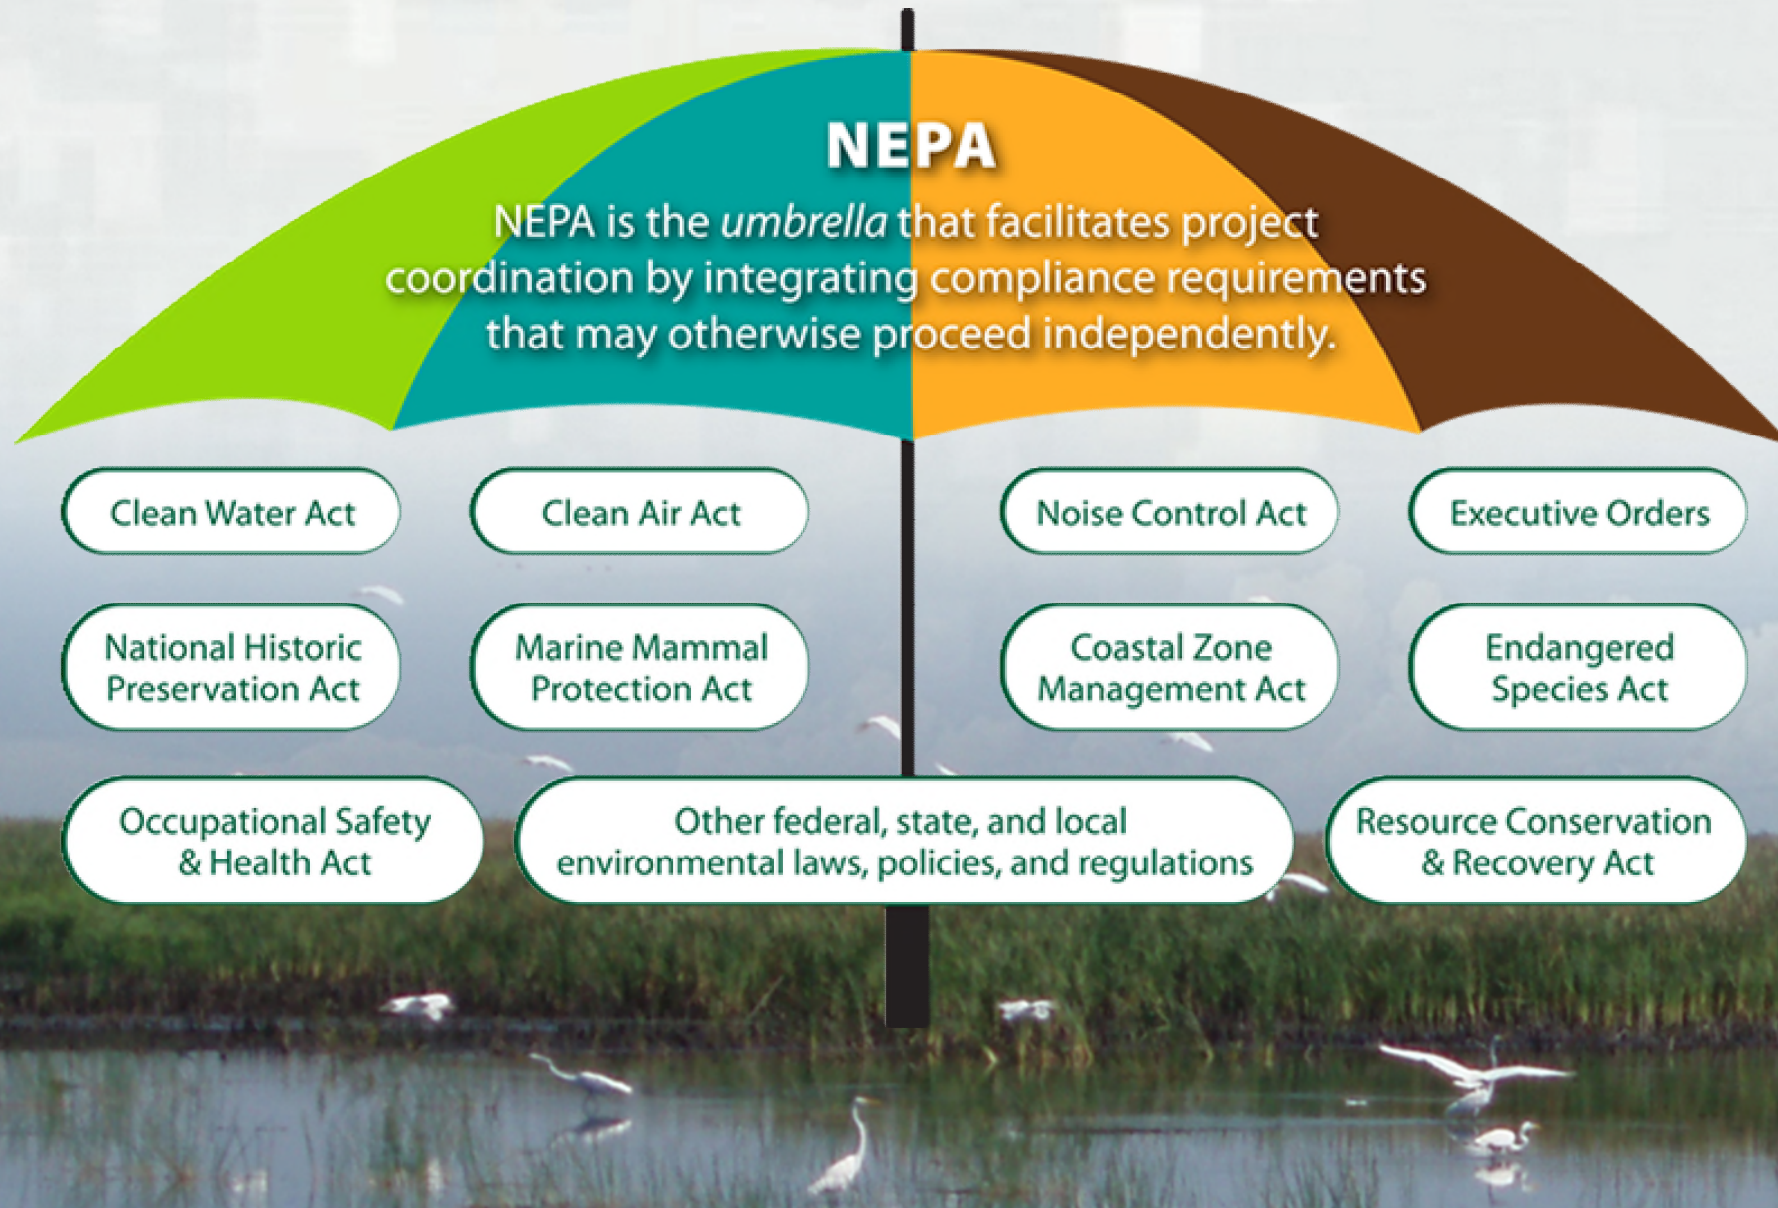 NEPA
NEPA is the umbrella that facilitates project
coordination by integrating compliance requirements
that may otherwise proceed independently.
Clean Water Act
Clean Air Act
Noise Control Act
Executive Orders
National Historic
Preservation Act
Marine Mammal
Protection Act
Coastal Zone
Management Act
Endangered
Species Act
Occupational Safety
& Health Act
Other federal, state, and local
environmental laws, policies, and regulations
Resource Conservation
& Recovery Act